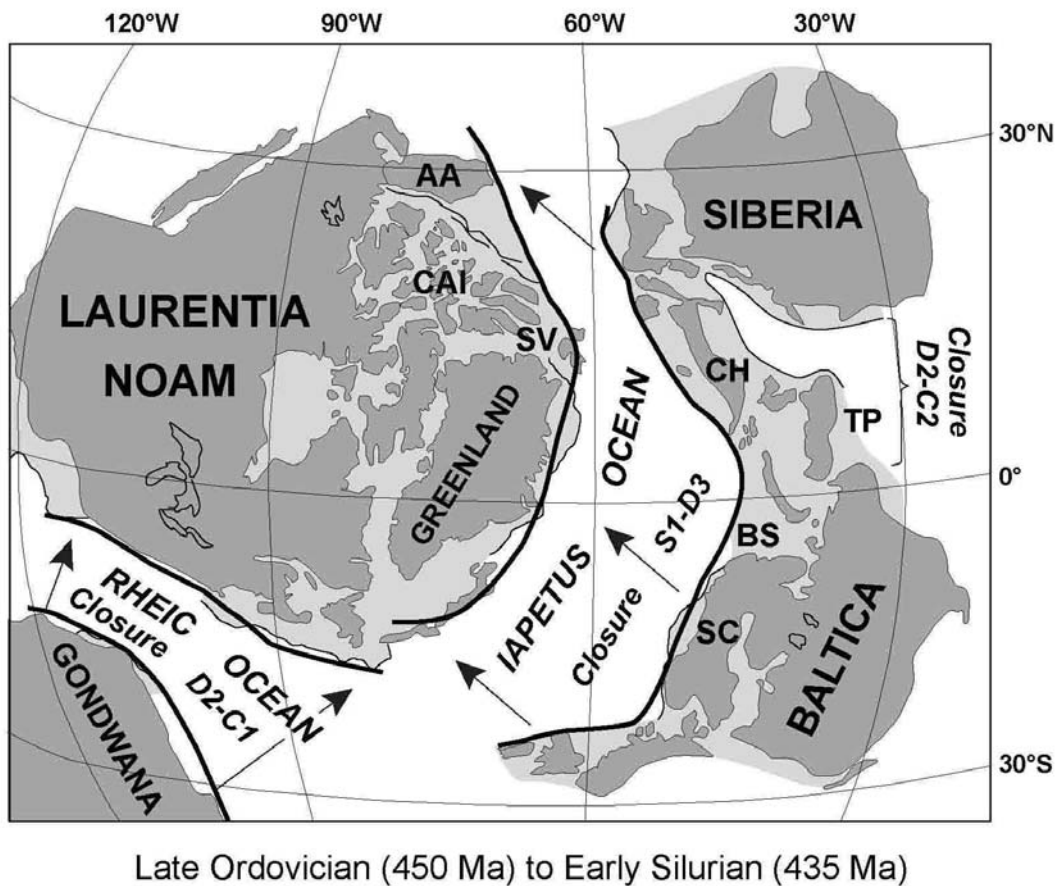 120°W
90°W
60°W
30°W
30°N
AA
SIBERIA
CAI
LAURENTIA
NOAM
SV
OCEAN
CH
Closure
D2-C2
TP
GREENLAND
0°
S1-D3
BS
RHEIC
Closure
OCEAN
D2-C1
IAPETUS
Closure
SC
BALTICA
GONDWANA
30°S
Late Ordovician (450 Ma) to Early Silurian (435 Ma)